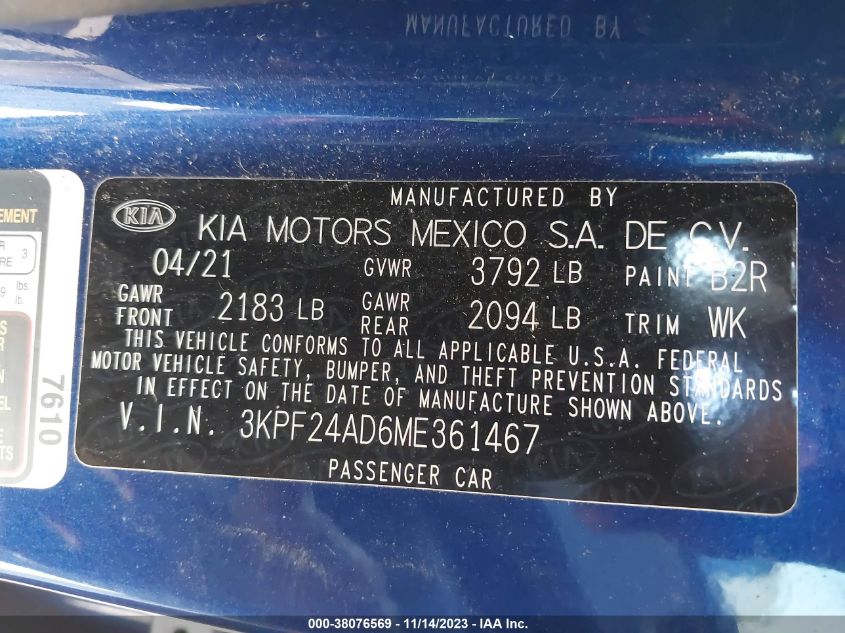 MANUFACTURED BY
MANUFACTURED BY
KIA
KIA MOTORS MEXICO S.A. DE C.V.
04/21 GVWR 3792 LB PAINT B2R
GAWR FRONT 2183 LB GAWR REAR 2094 LB TRIM WK
THIS VEHICLE CONFORMS TO ALL APPLICABLE U.S.A. FEDERAL
MOTOR VEHICLE SAFETY, BUMPER, AND THEFT PREVENTION STANDARDS
IN EFFECT ON THE DATE OF MANUFACTURE SHOWN ABOVE.
V.I.N. 3KPF24AD6ME361467
PASSENGER CAR
3
lbs.
lb.
7610
000-38076569 - 11/14/2023 - IAA Inc.